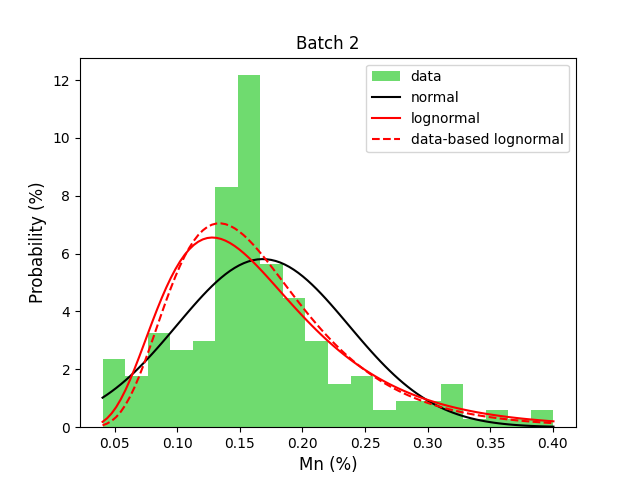 Batch 2
data
normal
lognormal
data-based lognormal
Probability (%)
12
10
8
6
4
2
0
0.05 0.10 0.15 0.20 0.25 0.30 0.35 0.40
Mn (%)